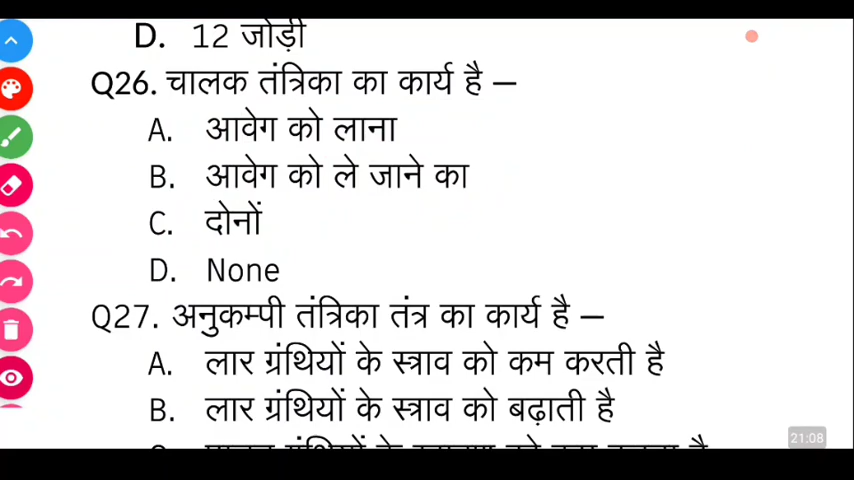 D. 12 जोड़ी
Q26. चालक तंत्रिका का कार्य है —
A. आवेग को लाना
B. आवेग को ले जाने का
C. दोनों
D. None
Q27. अनुकम्पी तंत्रिका तंत्र का कार्य है —
A. लार ग्रंथियों के स्त्राव को कम करती है
B. लार ग्रंथियों के स्त्राव को बढ़ाती है
21:08